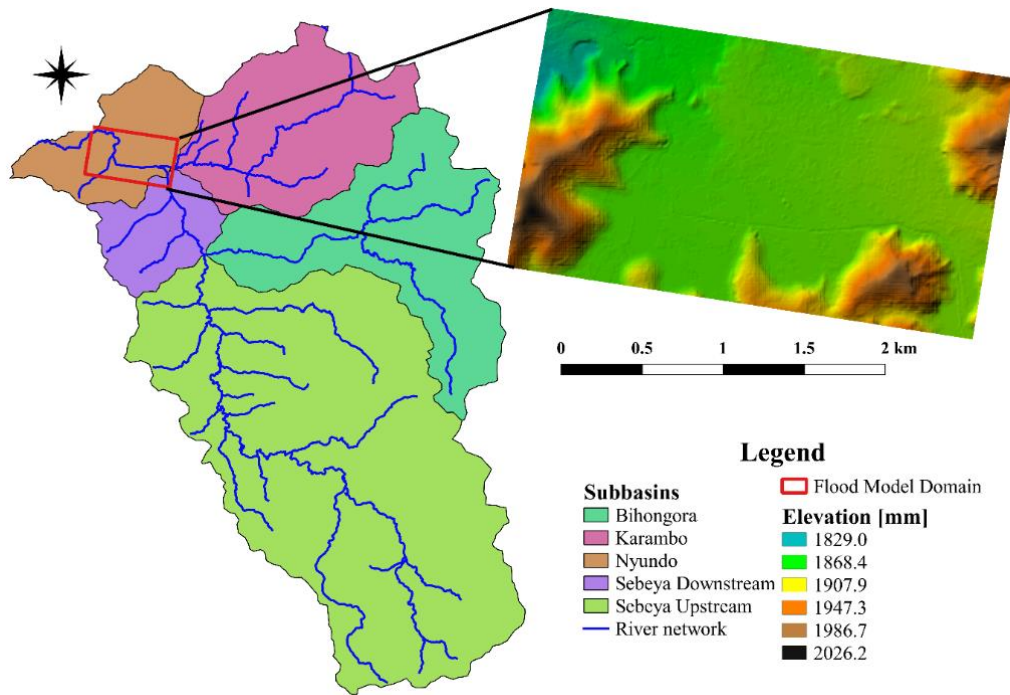 0 0.5 1 1.5 2 km
Legend
Subbasins
Bihongora
Karambo
Nyundo
Sebeya Downstream
Sebeya Upstream
River network
Flood Model Domain
Elevation [mm]
1829.0
1868.4
1907.9
1947.3
1986.7
2026.2